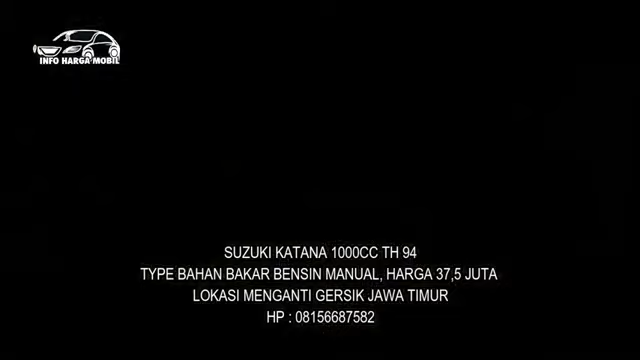 INFO HARGA MOBIL
SUZUKI KATANA 1000CC TH 94
TYPE BAHAN BAKAR BENSIN MANUAL, HARGA 37,5 JUTA
LOKASI MENGANTI GERSIK JAWA TIMUR
HP : 08156687582